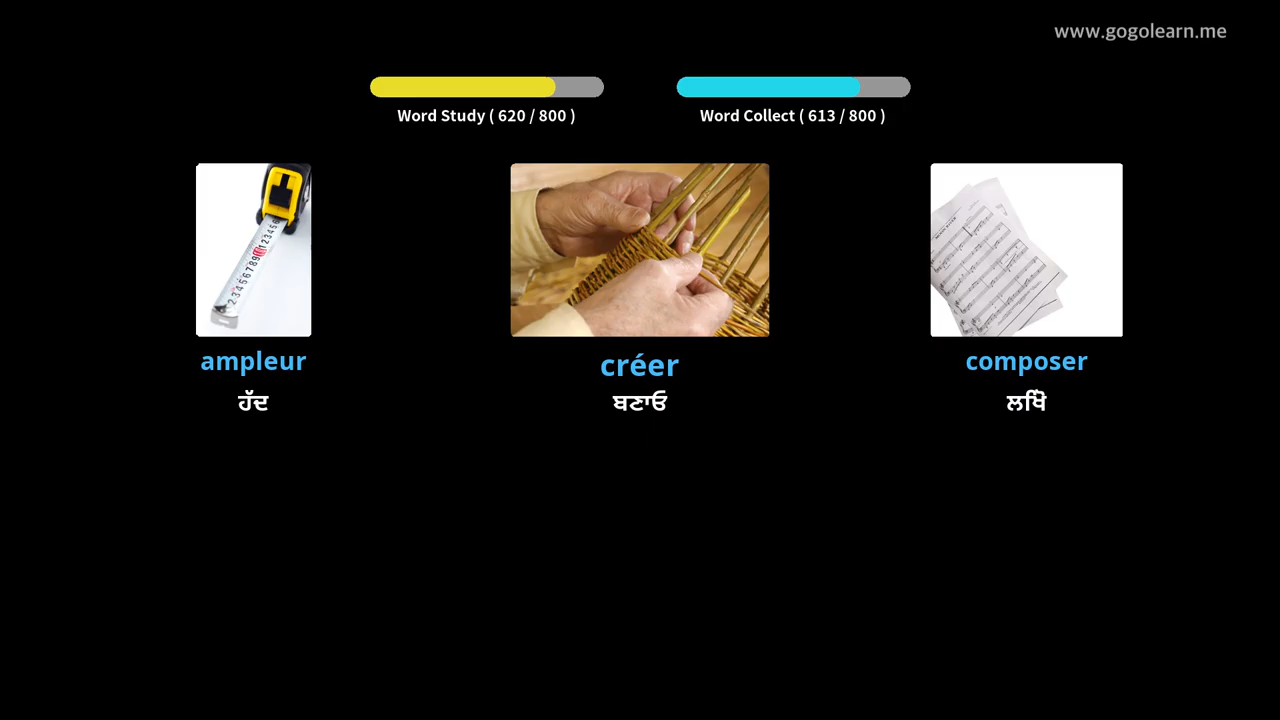 www.gogolearn.me
Word Study ( 620 / 800 )
Word Collect ( 613 / 800 )
ampleur
créer
composer
ਹੱਦ
ਬਣਾਓ
ਲਿਖੋ